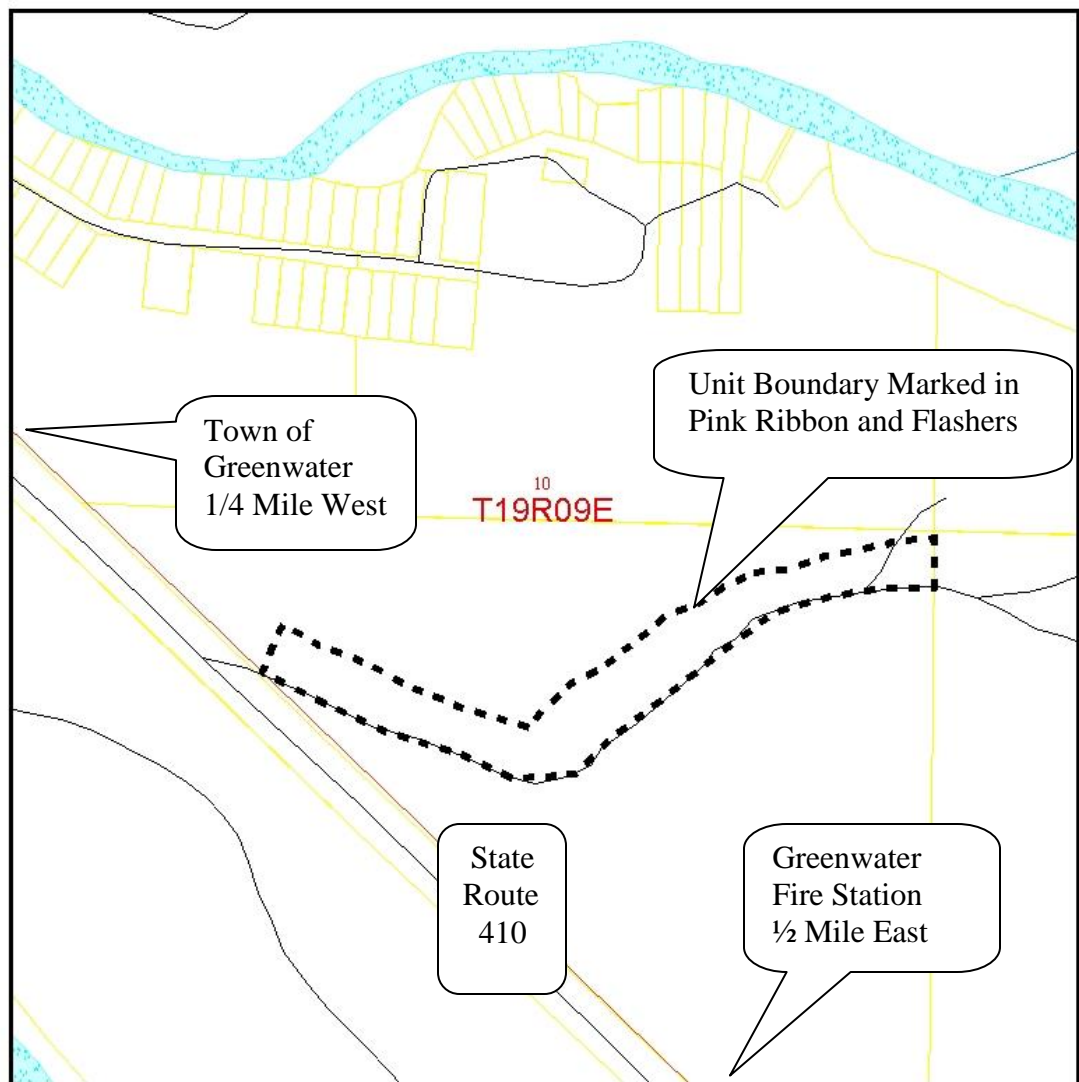 Unit Boundary Marked in
Pink Ribbon and Flashers
Town of
Greenwater
1/4 Mile West
10
T19R09E
State
Route
410
Greenwater
Fire Station
½ Mile East